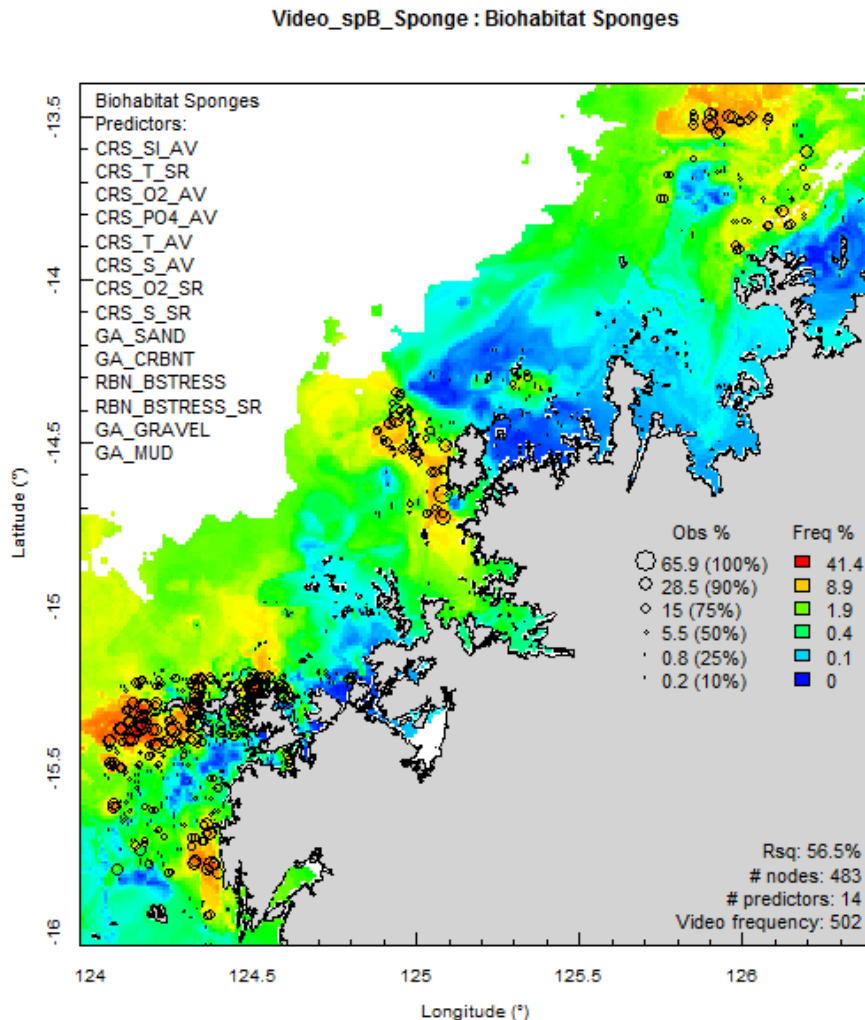 Video_spB_Sponge : Biohabitat Sponges
Biohabitat Sponges
Predictors:
CRS_SI_AV
CRS_T_SR
CRS_O2_AV
CRS_PO4_AV
CRS_T_AV
CRS_S_AV
CRS_O2_SR
CRS_S_SR
GA_SAND
GA_CRBNT
RBN_BSTRESS
RBN_BSTRESS_SR
GA_GRAVEL
GA_MUD
-13.5
-14
-14.5
-15
-15.5
-16
Latitude (°)
Obs % Freq %
65.9 (100%) 41.4
28.5 (90%) 8.9
15 (75%) 1.9
5.5 (50%) 0.4
0.8 (25%) 0.1
0.2 (10%) 0
Rsq: 56.5%
# nodes: 483
# predictors: 14
Video frequency: 502
124 124.5 125 125.5 126
Longitude (°)